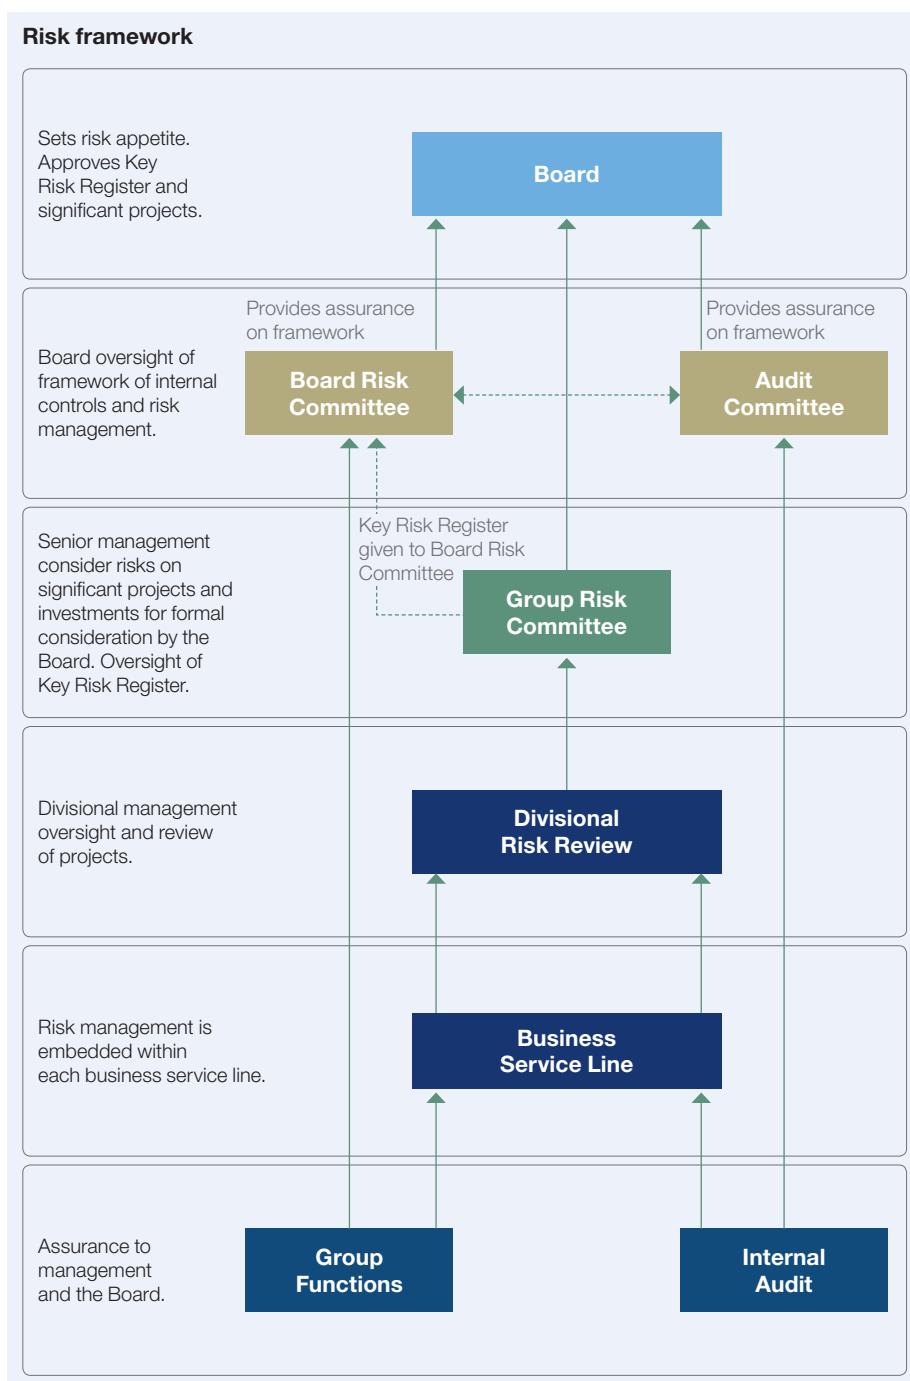 Risk framework
Sets risk appetite.
Approves Key
Risk Register and
significant projects.
Board
Provides assurance
on framework
Provides assurance
on framework
Board oversight of
framework of internal
controls and risk
management.
Board Risk
Committee
Audit
Committee
Senior management
consider risks on
significant projects and
investments for formal
consideration by the
Board. Oversight of
Key Risk Register.
Key Risk Register
given to Board Risk
Committee
Group Risk
Committee
Divisional management
oversight and review
of projects.
Divisional
Risk Review
Risk management is
embedded within
each business service line.
Business
Service Line
Assurance to
management
and the Board.
Group
Functions
Internal
Audit